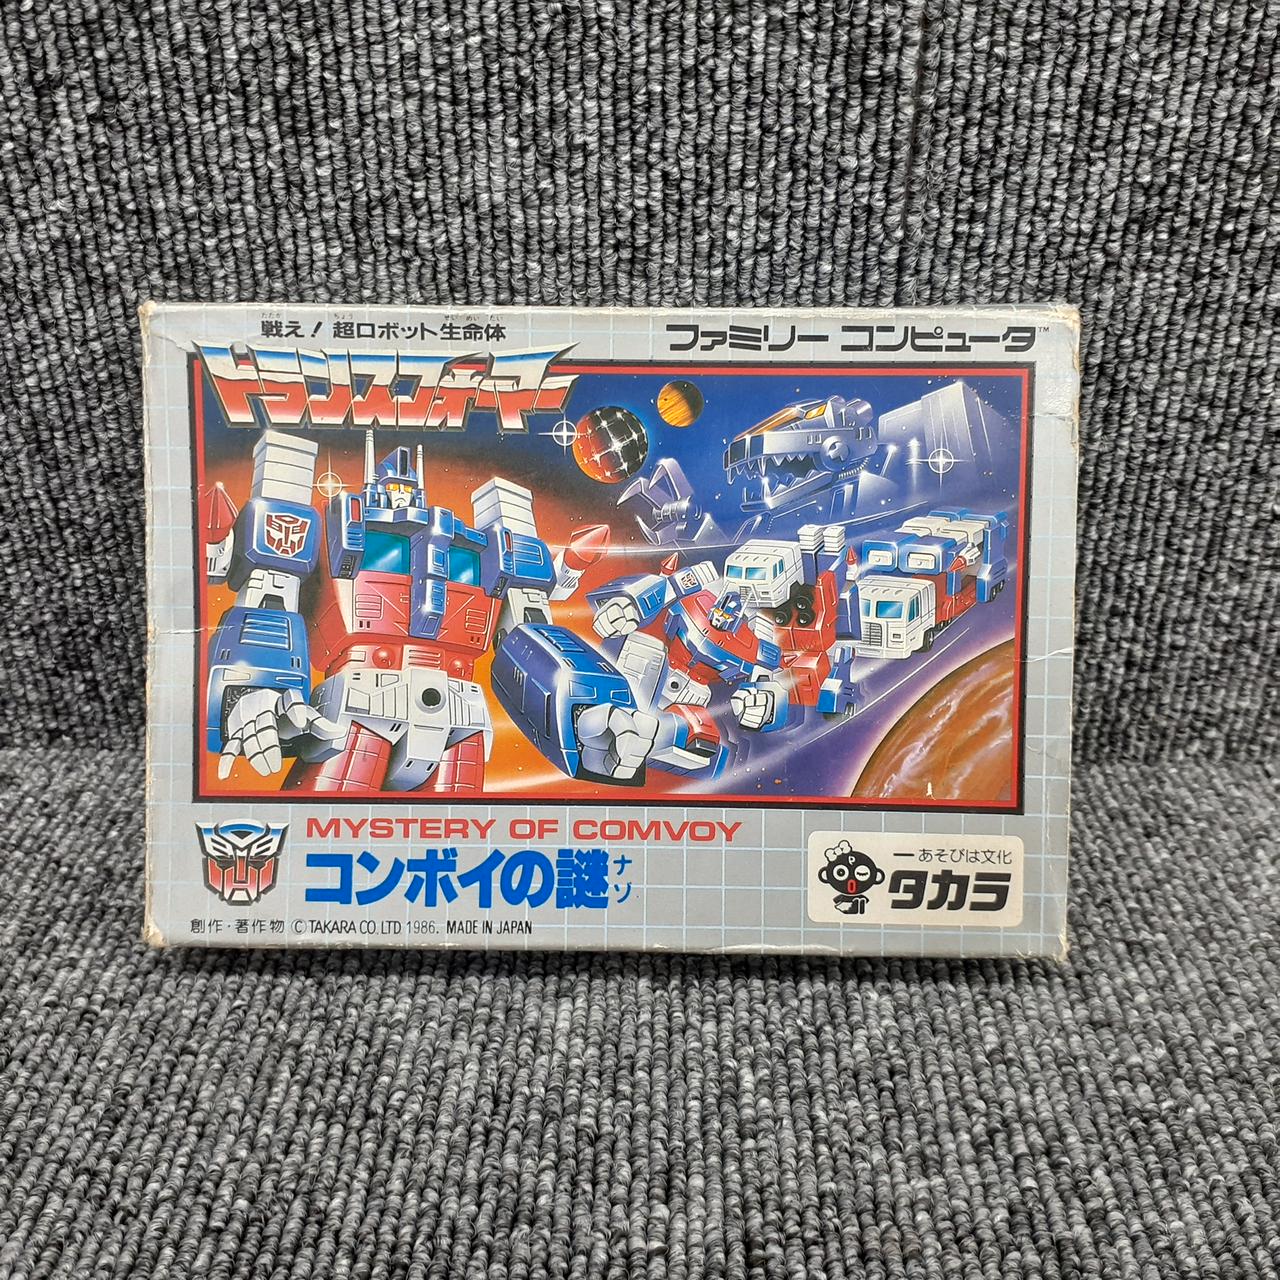 戦え! 超ロボット生命体
トランスフォーマー
ファミリー コンピュータ™
MYSTERY OF COMVOY
コンボイの謎
ナゾ
創作・著作物 © TAKARA CO.,LTD 1986. MADE IN JAPAN
―あそびは文化
タカラ